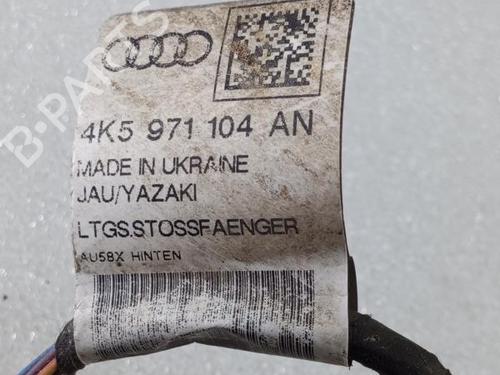 4K5 971 104 AN
MADE IN UKRAINE
JAU/YAZAKI
LTGS.STOSSFAENGER
AU58X HINTEN
B-PARTS